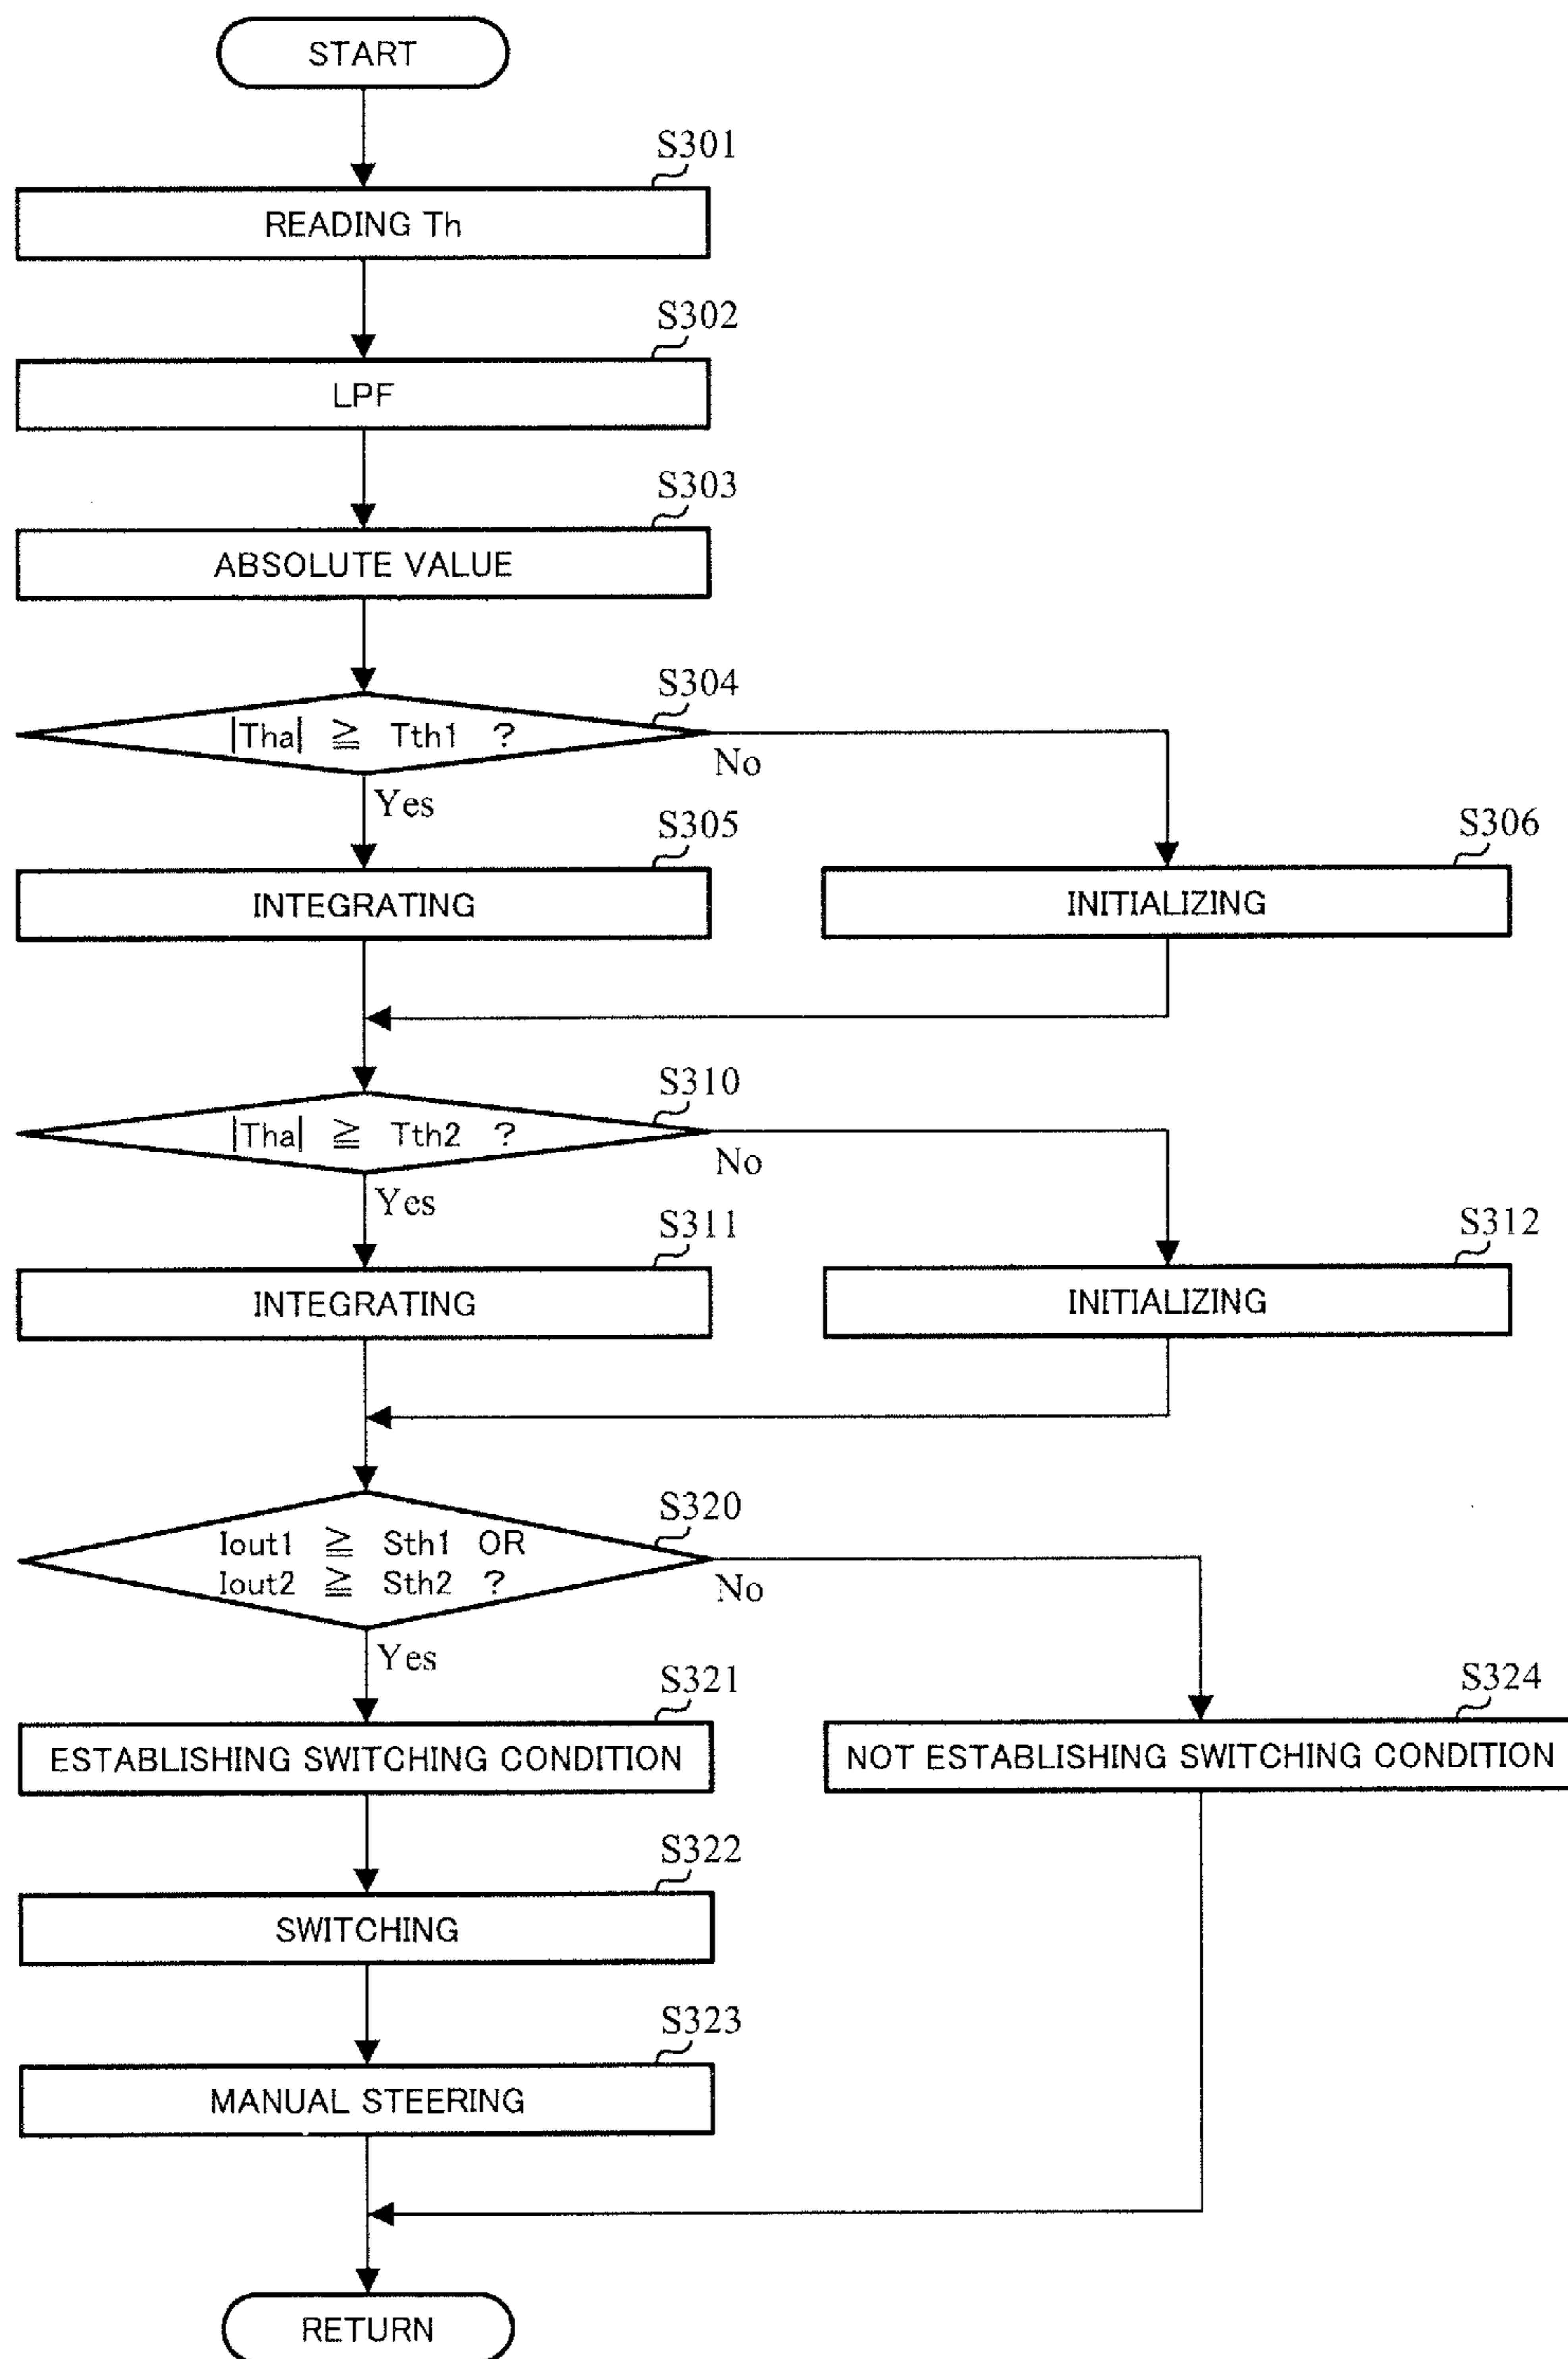 START
S301
READING Th
S302
LPF
S303
ABSOLUTE VALUE
S304
|Tha| ≧ Tth1 ?
No
Yes
S305
INTEGRATING
S306
INITIALIZING
S310
|Tha| ≧ Tth2 ?
No
Yes
S311
INTEGRATING
S312
INITIALIZING
S320
Iout1 ≧ Sth1 OR
Iout2 ≧ Sth2 ?
No
Yes
S321
ESTABLISHING SWITCHING CONDITION
S324
NOT ESTABLISHING SWITCHING CONDITION
S322
SWITCHING
S323
MANUAL STEERING
RETURN